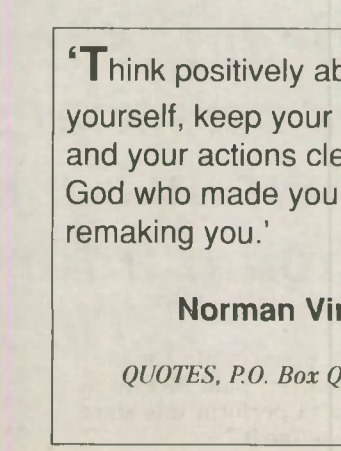 ‘Think positively ab
yourself, keep your
and your actions cle
God who made you
remaking you.’
Norman Vi
QUOTES, P.O. Box Q